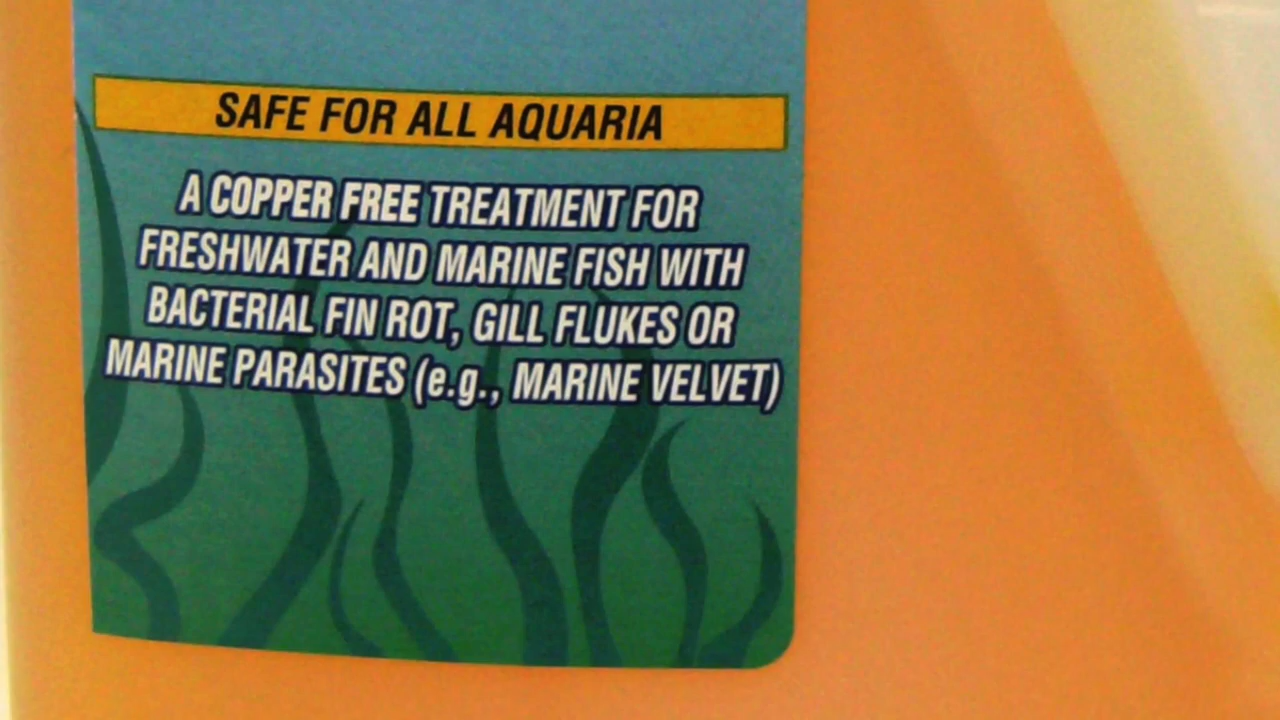 SAFE FOR ALL AQUARIA
A COPPER FREE TREATMENT FOR
FRESHWATER AND MARINE FISH WITH
BACTERIAL FIN ROT, GILL FLUKES OR
MARINE PARASITES (e.g., MARINE VELVET)